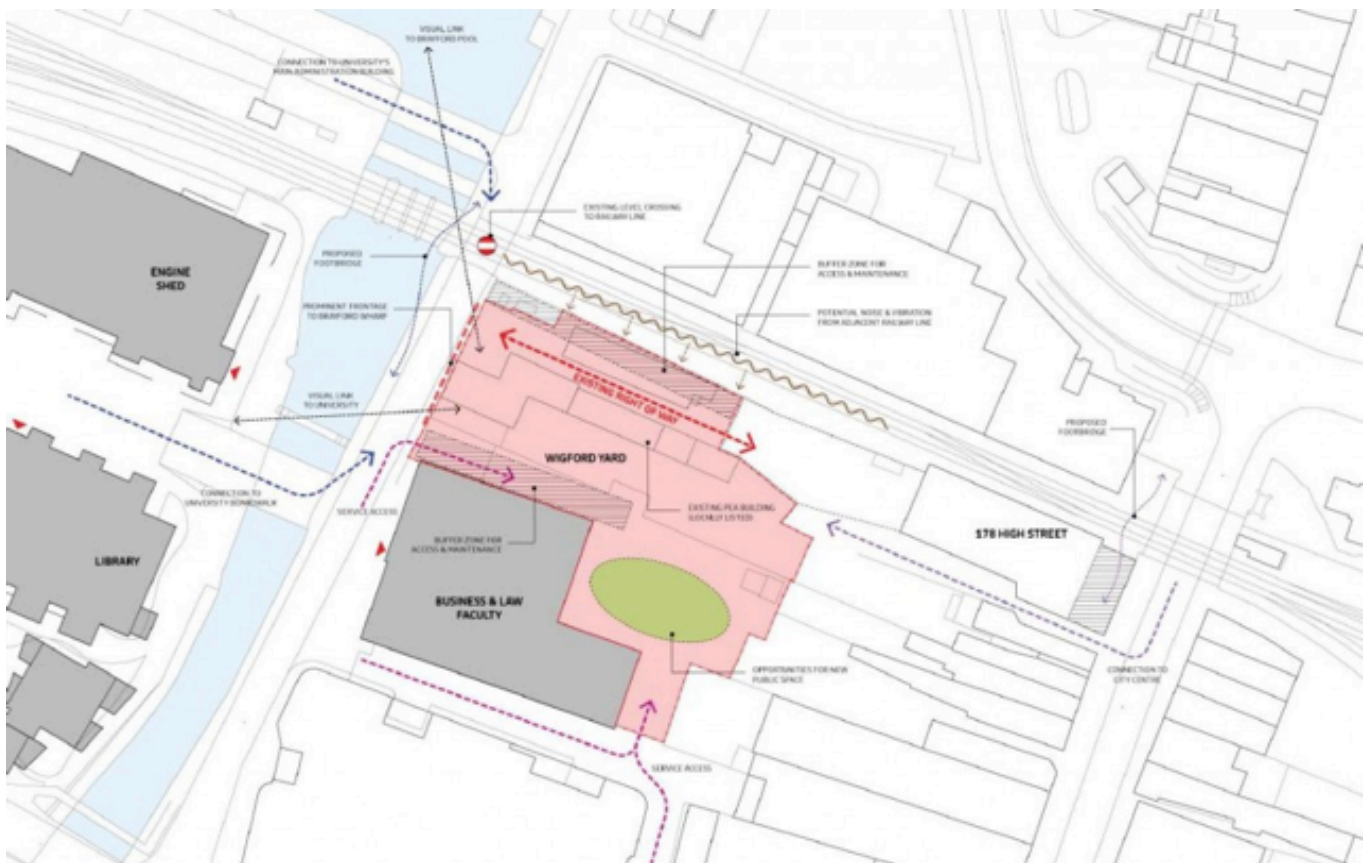 VISUAL LINK
TO BRAYFORD POOL
CONNECTION TO UNIVERSITY'S
MAIN ADMINISTRATION BUILDING
EXISTING LEVEL CROSSING
TO RAILWAY LINE
ENGINE
SHED
PROPOSED
FOOTBRIDGE
BUFFER ZONE FOR
ACCESS & MAINTENANCE
PROMINENT FRONTAGE
TO BRAYFORD WHARF
POTENTIAL NOISE & VIBRATION
FROM ADJACENT RAILWAY LINE
EXISTING RIGHT OF WAY
VISUAL LINK
TO UNIVERSITY
PROPOSED
FOOTBRIDGE
WIGFORD YARD
CONNECTION TO
UNIVERSITY BOARDWALK
SERVICE ACCESS
EXISTING PEA BUILDING
(LOCALLY LISTED)
178 HIGH STREET
BUFFER ZONE FOR
ACCESS & MAINTENANCE
LIBRARY
BUSINESS & LAW
FACULTY
OPPORTUNITIES FOR NEW
PUBLIC SPACE
CONNECTION TO
CITY CENTRE
SERVICE ACCESS